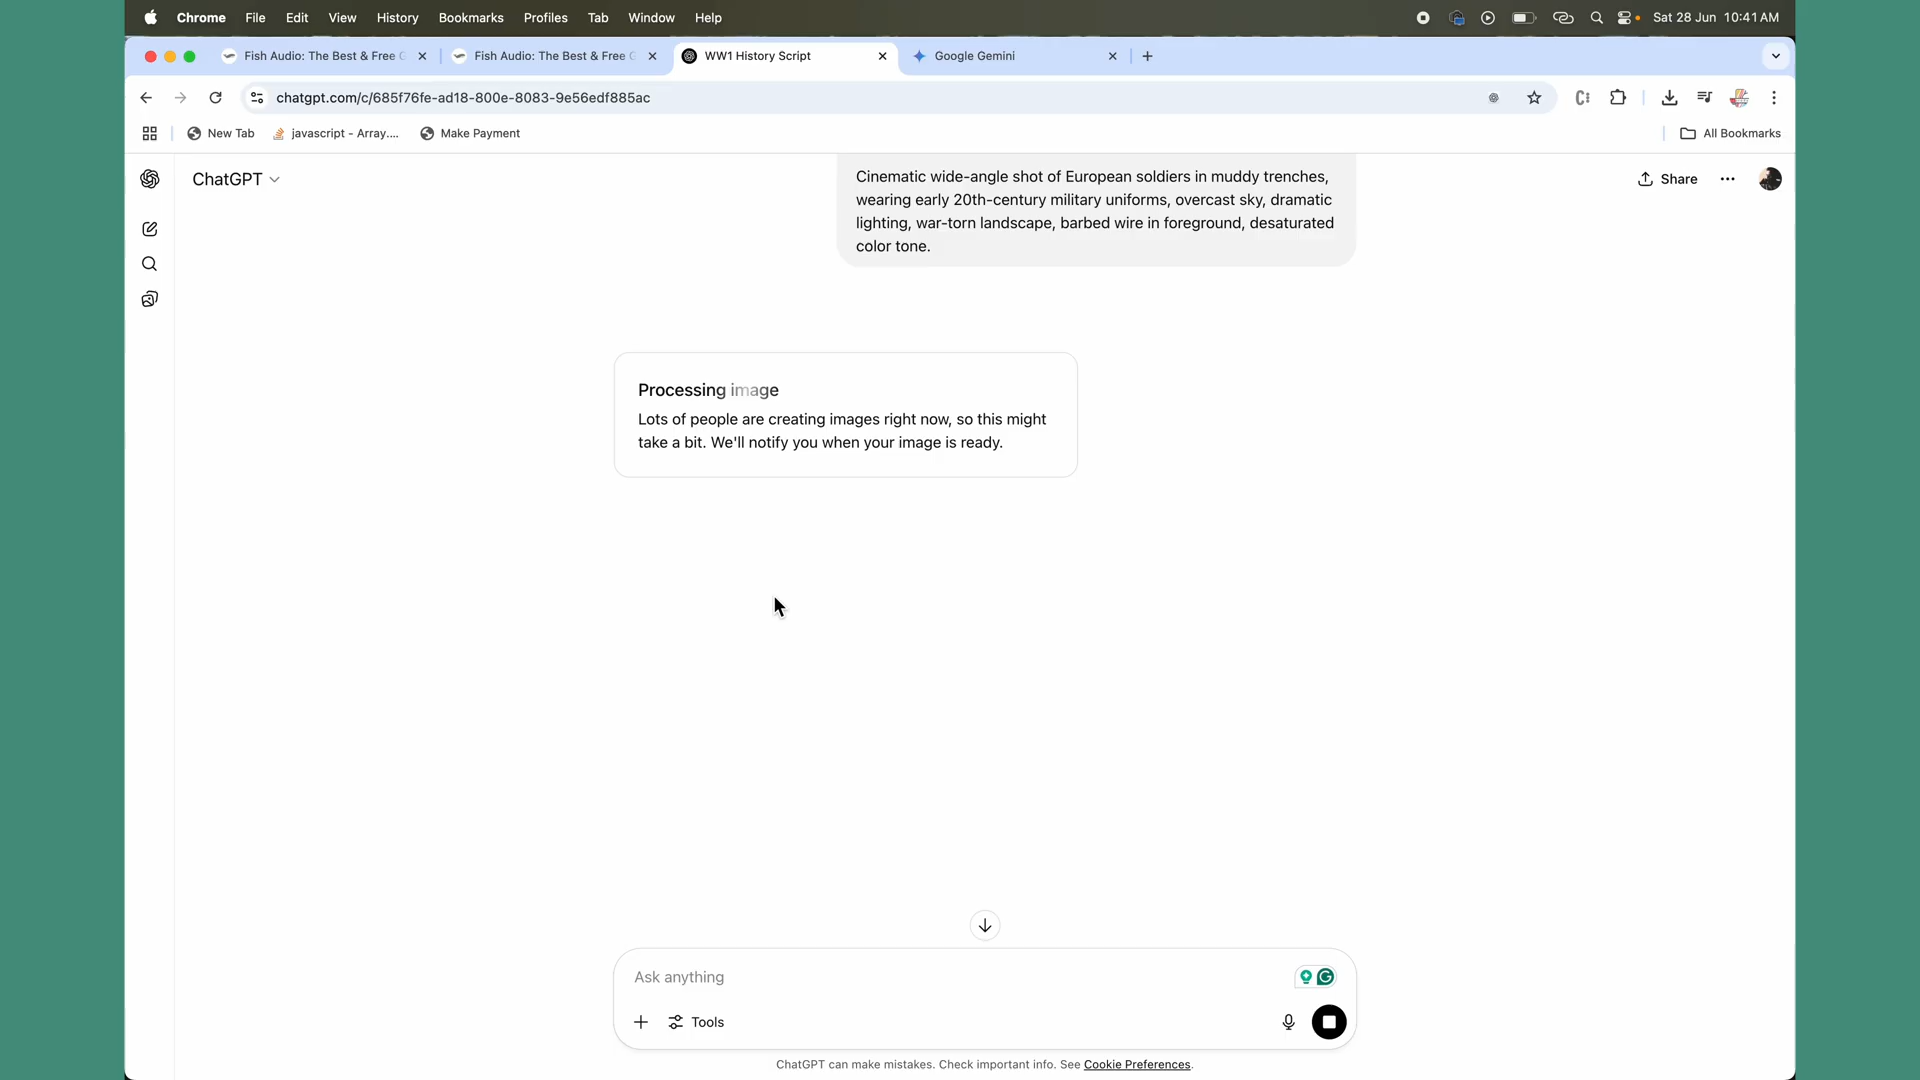 Chrome File Edit View History Bookmarks Profiles Tab Window Help Sat 28 Jun 10:41 AM
Fish Audio: The Best & Free G Fish Audio: The Best & Free G WW1 History Script Google Gemini
chatgpt.com/c/685f76fe-ad18-800e-8083-9e56edf885ac
New Tab javascript - Array.... Make Payment All Bookmarks
ChatGPT Share
Cinematic wide-angle shot of European soldiers in muddy trenches,
wearing early 20th-century military uniforms, overcast sky, dramatic
lighting, war-torn landscape, barbed wire in foreground, desaturated
color tone.
Processing image
Lots of people are creating images right now, so this might
take a bit. We'll notify you when your image is ready.
Ask anything
Tools
ChatGPT can make mistakes. Check important info. See Cookie Preferences.